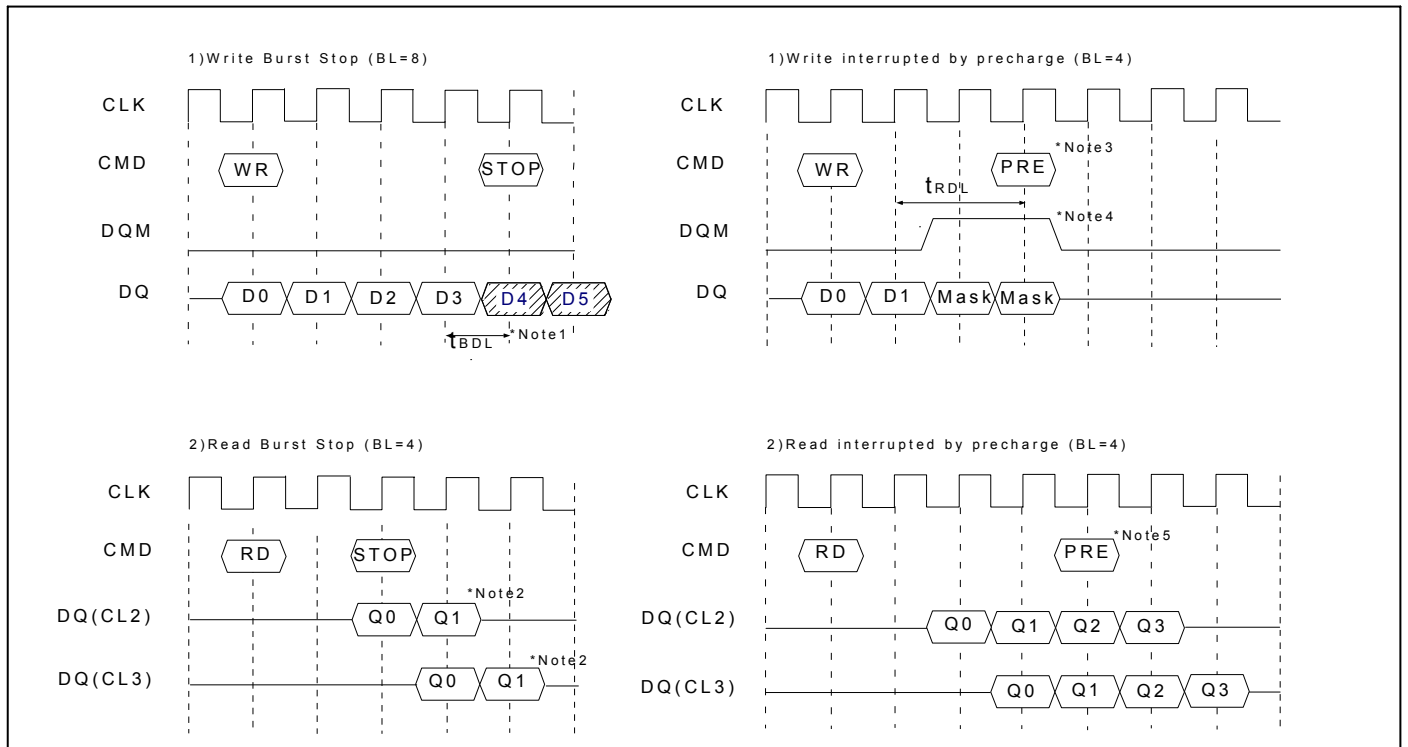 1)Write Burst Stop (BL=8)
CLK
CMD
WR
STOP
DQM
DQ
D0
D1
D2
D3
D4
D5
tBDL
*Note1
1)Write interrupted by precharge (BL=4)
CLK
CMD
WR
PRE
*Note3
tRDL
DQM
*Note4
DQ
D0
D1
Mask
Mask
2)Read Burst Stop (BL=4)
CLK
CMD
RD
STOP
DQ(CL2)
Q0
Q1
*Note2
DQ(CL3)
Q0
Q1
*Note2
2)Read interrupted by precharge (BL=4)
CLK
CMD
RD
PRE
*Note5
DQ(CL2)
Q0
Q1
Q2
Q3
DQ(CL3)
Q0
Q1
Q2
Q3